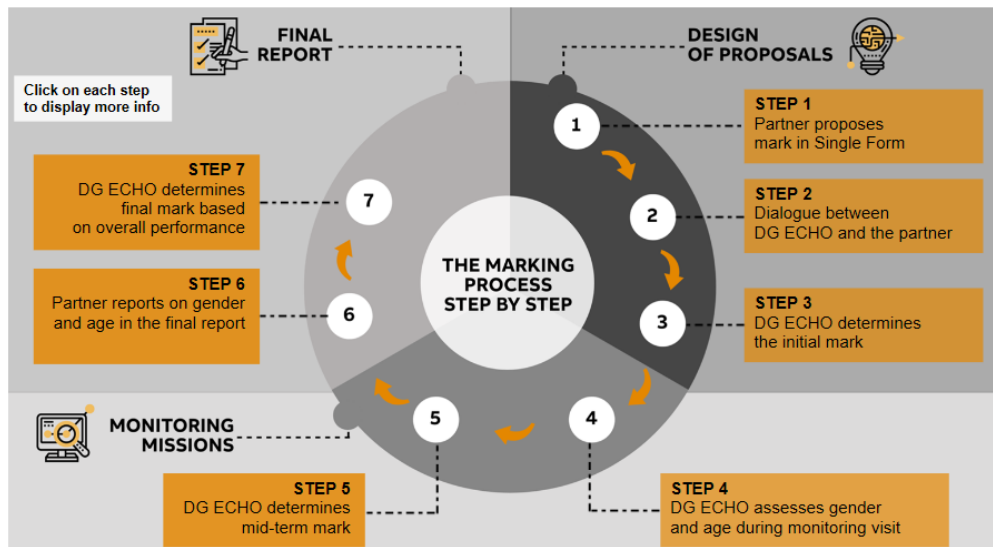 FINAL
REPORT
DESIGN
OF PROPOSALS
Click on each step
to display more info
1
STEP 1
Partner proposes
mark in Single Form
2
STEP 2
Dialogue between
DG ECHO and the partner
3
STEP 3
DG ECHO determines
the initial mark
THE MARKING
PROCESS
STEP BY STEP
4
STEP 4
DG ECHO assesses gender
and age during monitoring visit
MONITORING
MISSIONS
5
STEP 5
DG ECHO determines
mid-term mark
6
STEP 6
Partner reports on gender
and age in the final report
7
STEP 7
DG ECHO determines
final mark based
on overall performance